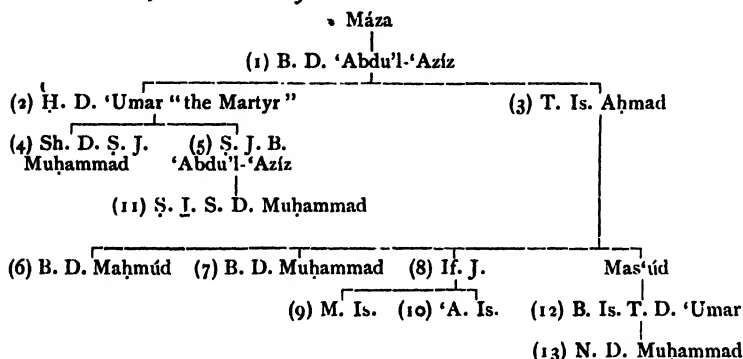 Máza
(1) B. D. ‘Abdu’l-‘Azíz
(2) Ḥ. D. ‘Umar “the Martyr” (3) T. Is. Aḥmad
(4) Sh. D. Ṣ. J. (5) Ṣ. J. B.
Muḥammad ‘Abdu’l-‘Azíz
(11) Ṣ. J. S. D. Muḥammad
(6) B. D. Maḥmúd (7) B. D. Muḥammad (8) If. J. Mas‘úd
(9) M. Is. (10) ‘A. Is. (12) B. Is. T. D. ‘Umar
(13) N. D. Muḥammad